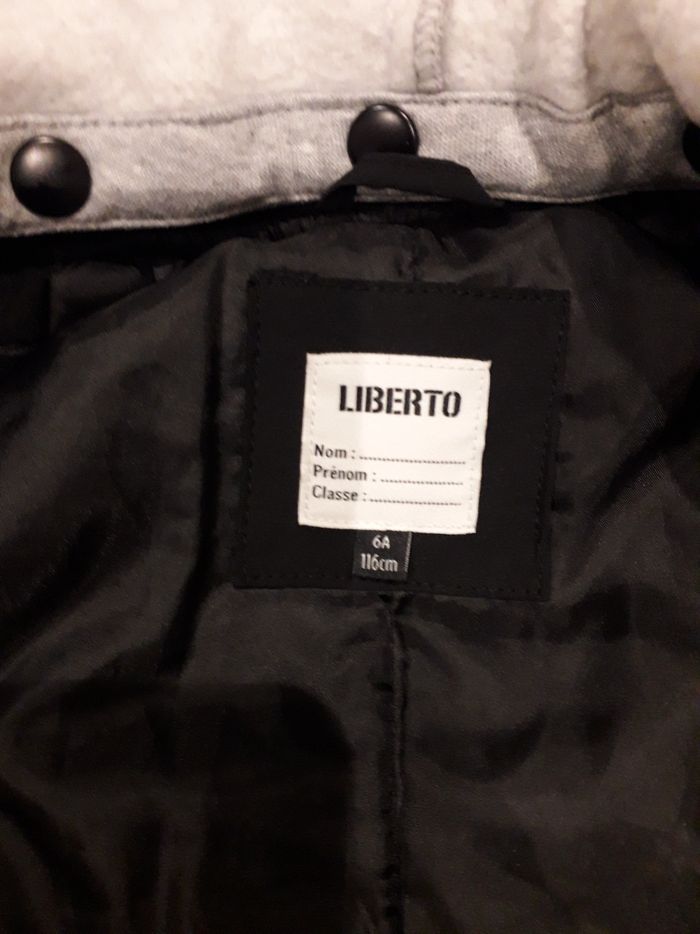 LIBERTO
Nom : ........................
Prénom : ....................
Classe : .....................
6A
116cm